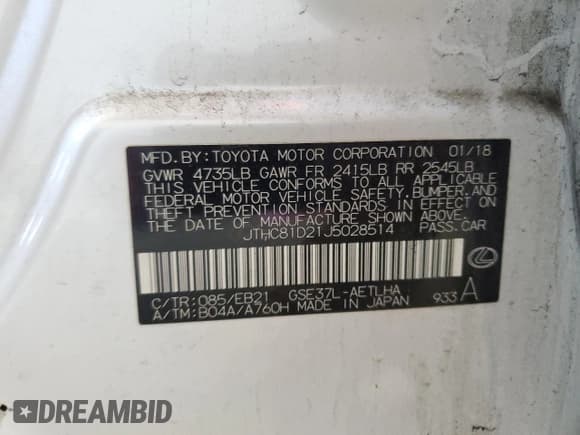 MFD.BY:TOYOTA MOTOR CORPORATION 01/18
GVWR 4735LB GAWR FR 2415LB RR 2545LB
THIS VEHICLE CONFORMS TO ALL APPLICABLE
FEDERAL MOTOR VEHICLE SAFETY,BUMPER,AND
THEFT PREVENTION STANDARDS IN EFFECT ON
THE DATE OF MANUFACTURE SHOWN ABOVE.
JTHC81D21J5028514 PASS.CAR
C/TR:085/EB21 GSE37L-AETLHA
A/TM:B04A/A760H MADE IN JAPAN 933 A
DREAMBID